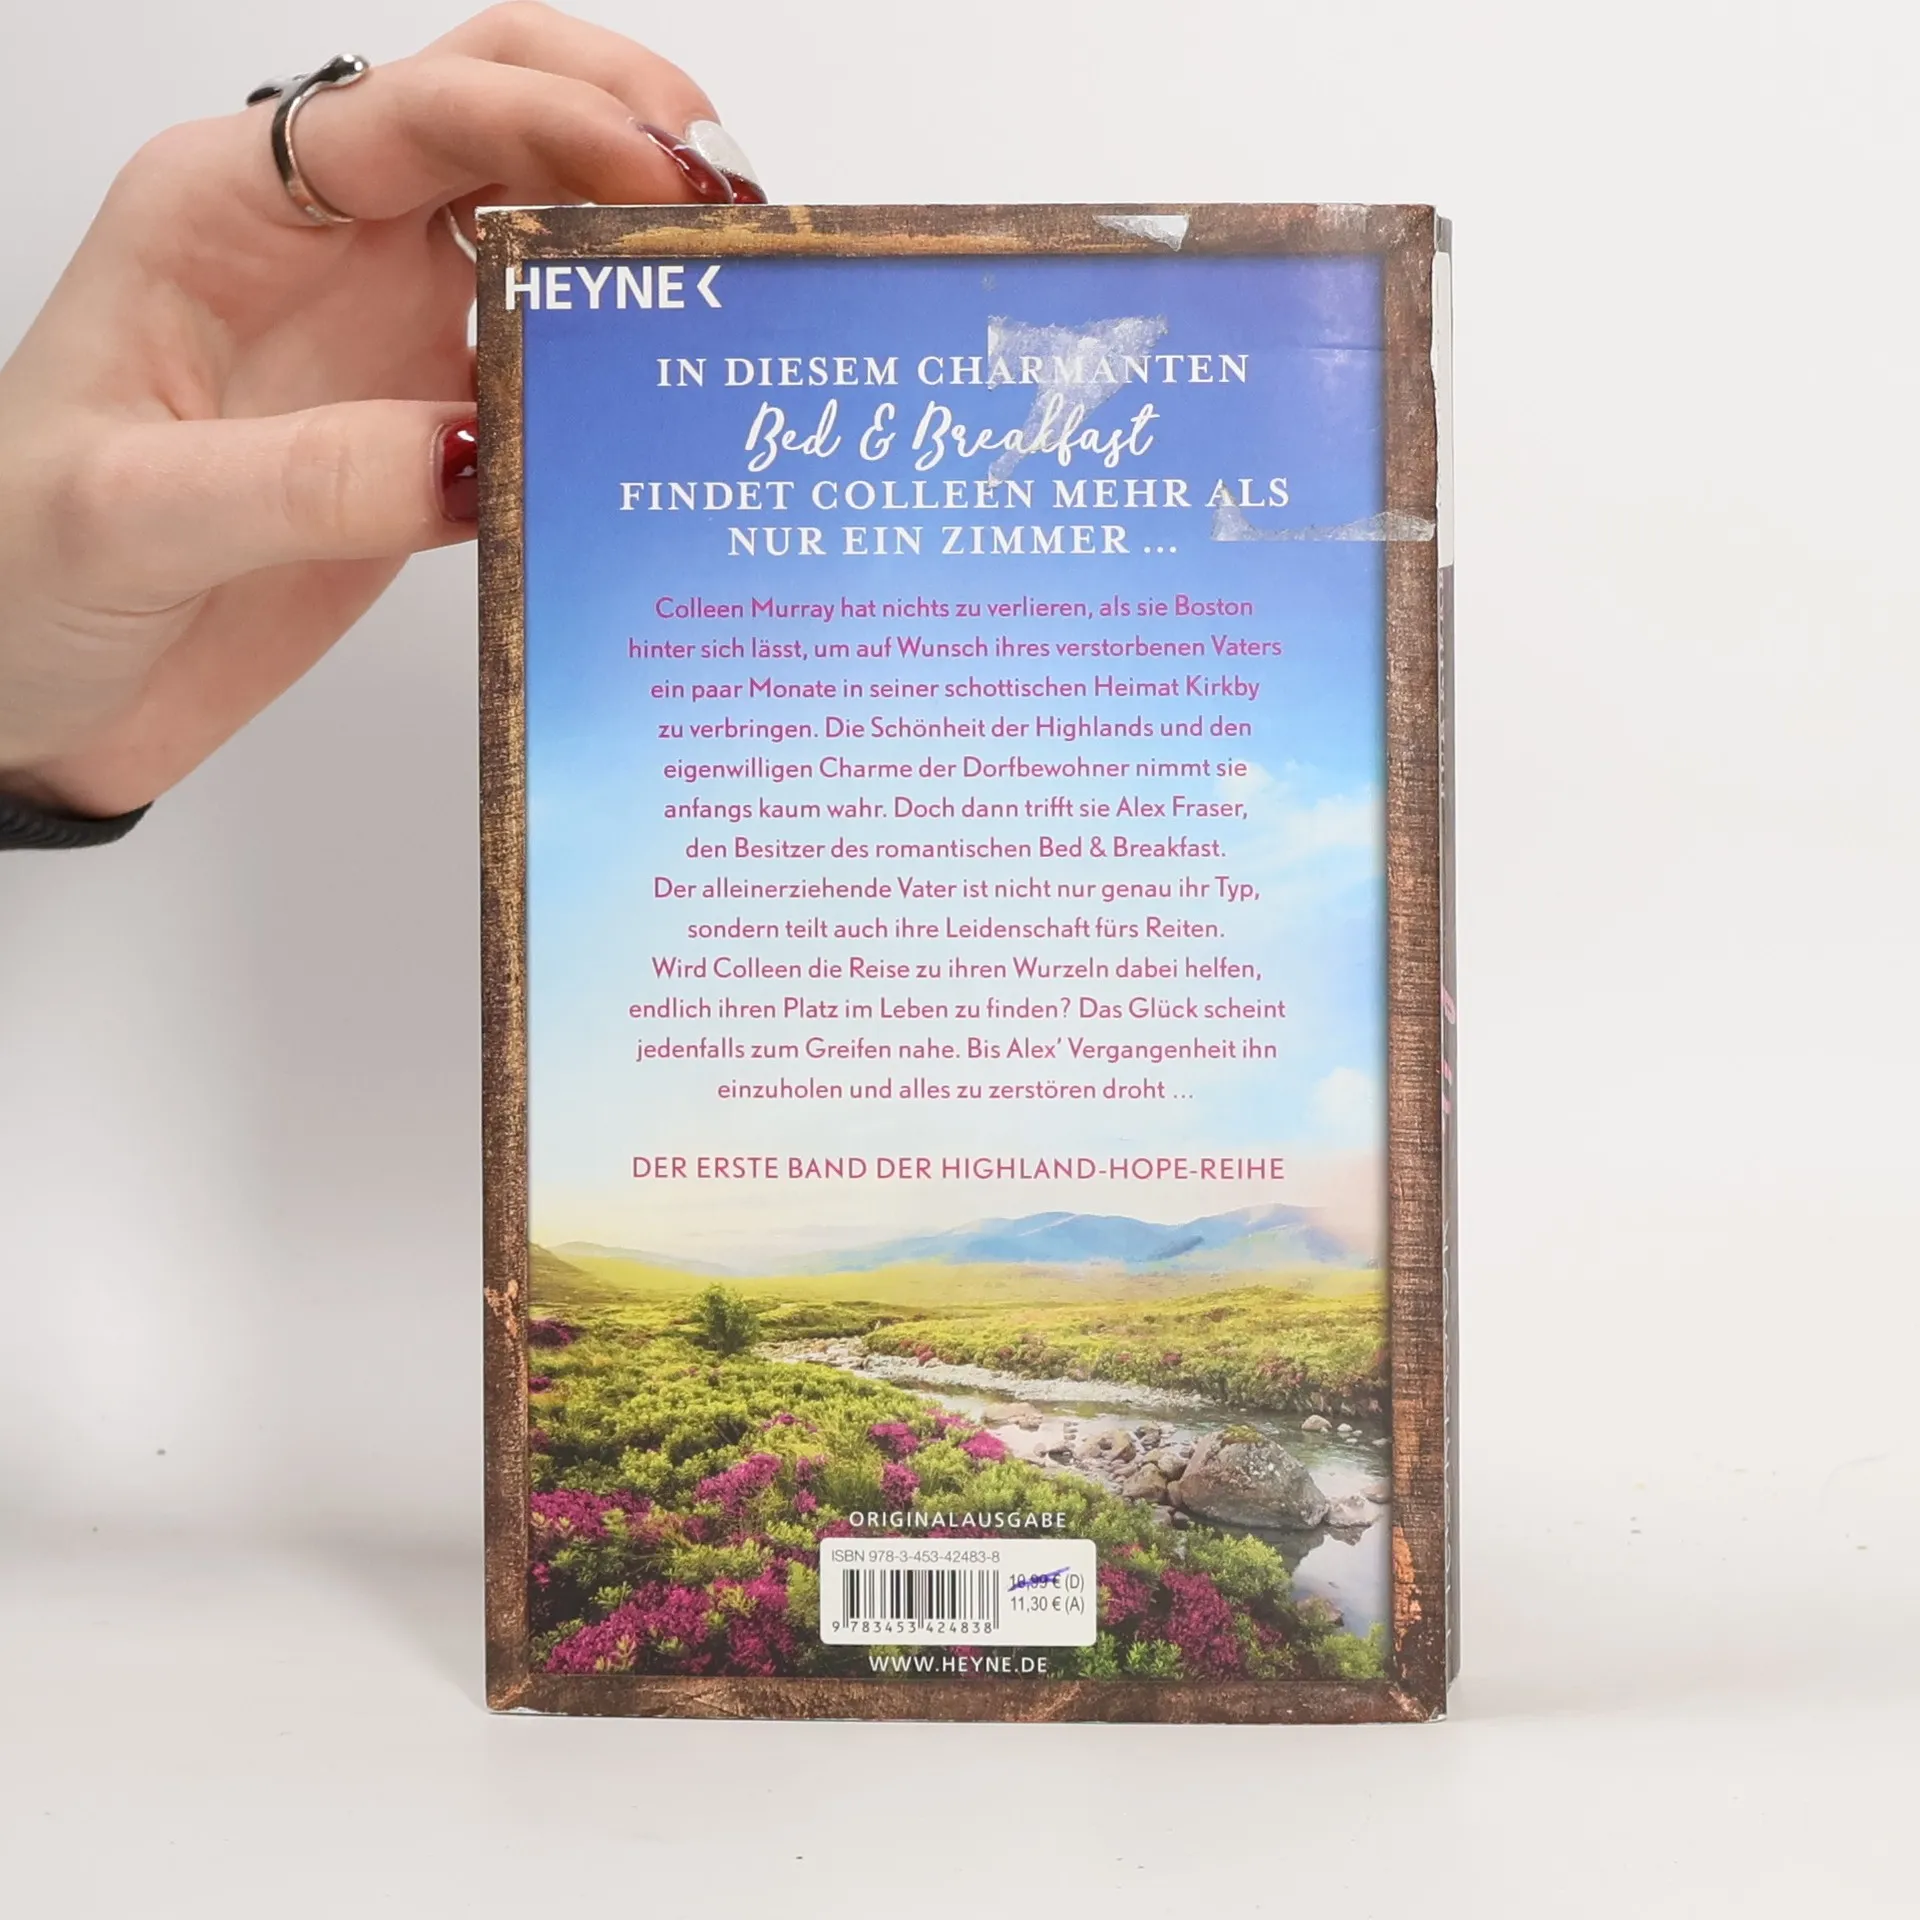 HEYNE <
IN DIESEM CHARMANTEN
Bed & Breakfast
FINDET COLLEEN MEHR ALS
NUR EIN ZIMMER ...
Colleen Murray hat nichts zu verlieren, als sie Boston
hinter sich lässt, um auf Wunsch ihres verstorbenen Vaters
ein paar Monate in seiner schottischen Heimat Kirkby
zu verbringen. Die Schönheit der Highlands und den
eigenwilligen Charme der Dorfbewohner nimmt sie
anfangs kaum wahr. Doch dann trifft sie Alex Fraser,
den Besitzer des romantischen Bed & Breakfast.
Der alleinerziehende Vater ist nicht nur genau ihr Typ,
sondern teilt auch ihre Leidenschaft fürs Reiten.
Wird Colleen die Reise zu ihren Wurzeln dabei helfen,
endlich ihren Platz im Leben zu finden? Das Glück scheint
jedenfalls zum Greifen nahe. Bis Alex’ Vergangenheit ihn
einzuholen und alles zu zerstören droht ...
DER ERSTE BAND DER HIGHLAND-HOPE-REIHE
ORIGINALAUSGABE
ISBN 978-3-453-42483-8
10,99 € (D)
11,30 € (A)
9 783453 424838
WWW.HEYNE.DE